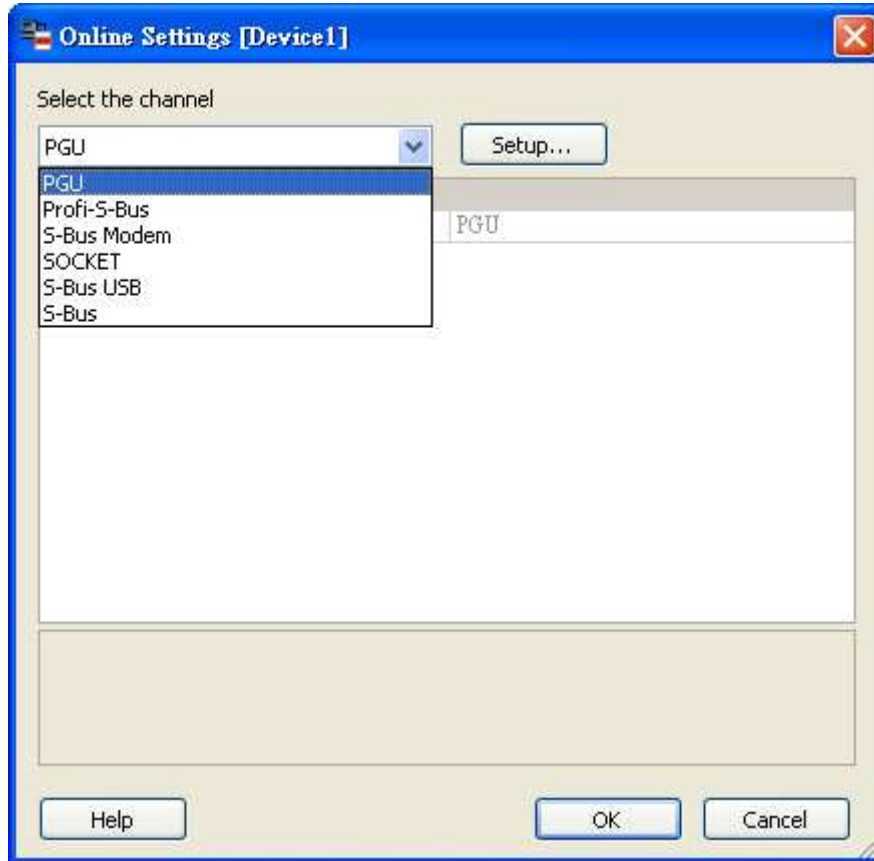 Online Settings [Device1]
Select the channel
PGU
Setup...
PGU
Profi-S-Bus
S-Bus Modem
SOCKET
S-Bus USB
S-Bus
PGU
Help
OK
Cancel